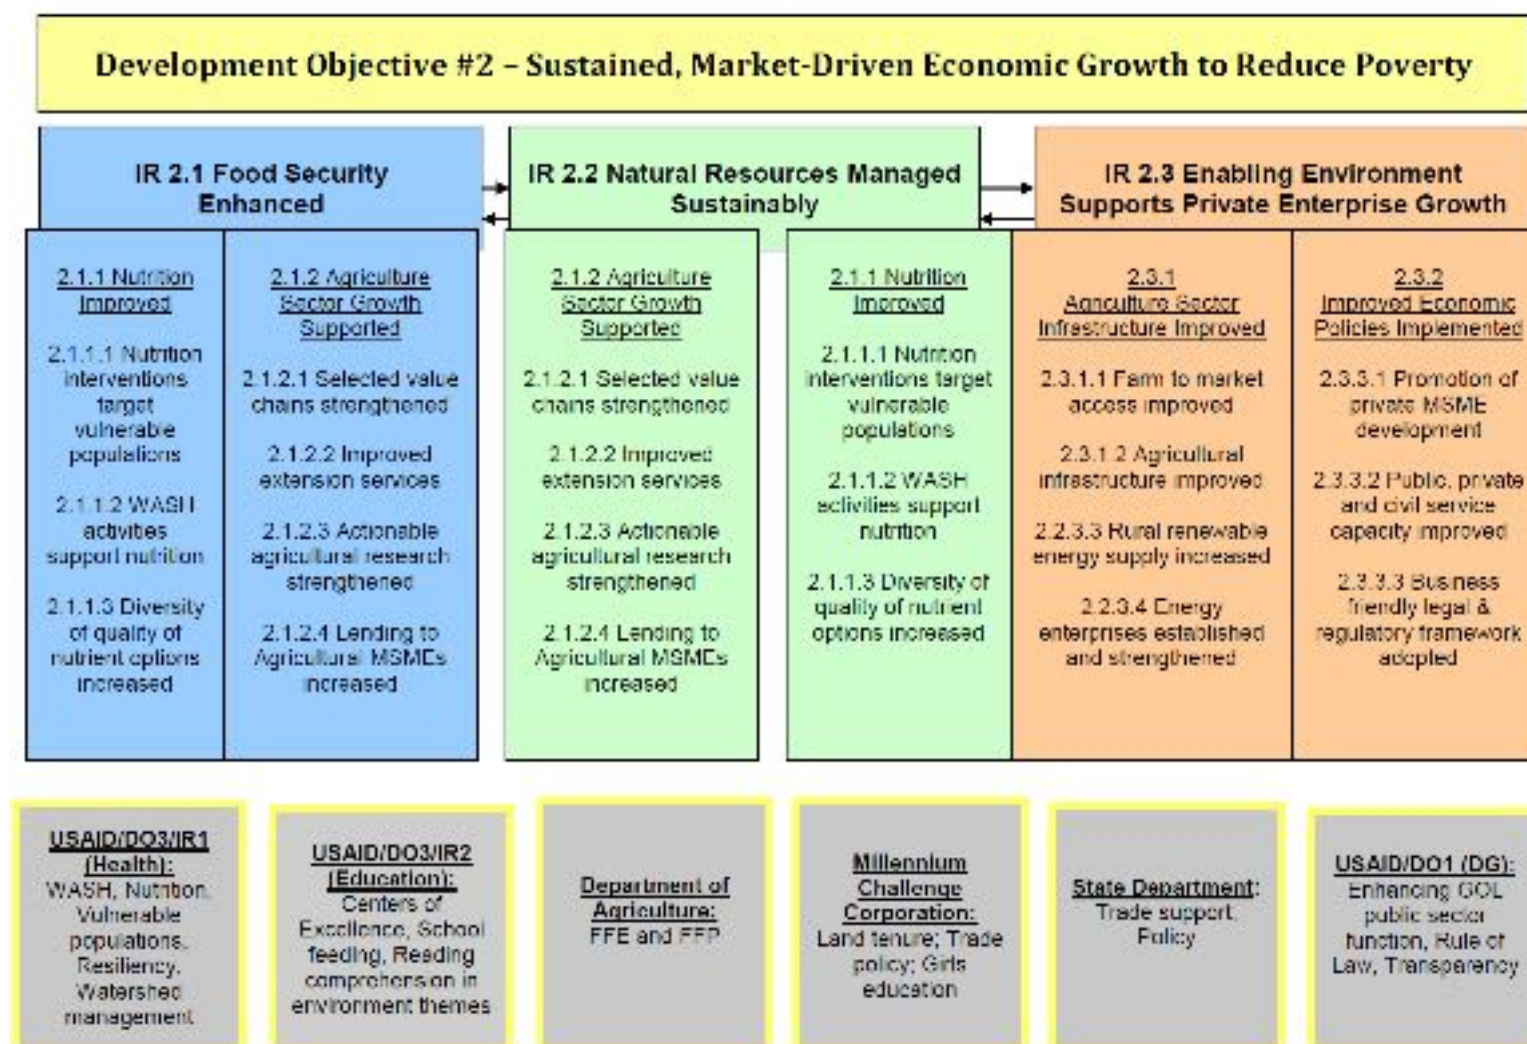 Development Objective #2 – Sustained, Market-Driven Economic Growth to Reduce Poverty
IR 2.1 Food Security
Enhanced
IR 2.2 Natural Resources Managed
Sustainably
IR 2.3 Enabling Environment
Supports Private Enterprise Growth
2.1.1 Nutrition
Improved
2.1.1.1 Nutrition
interventions
target
vulnerable
populations
2.1.1.2 WASH
activities
support nutrition
2.1.1.3 Diversity
of quality of
nutrient options
increased
2.1.2 Agriculture
Sector Growth
Supported
2.1.2.1 Selected value
chains strengthened
2.1.2.2 Improved
extension services
2.1.2.3 Actionable
agricultural research
strengthened
2.1.2.4 Lending to
Agricultural MSMEs
increased
2.1.2 Agriculture
Sector Growth
Supported
2.1.2.1 Selected value
chains strengthened
2.1.2.2 Improved
extension services
2.1.2.3 Actionable
agricultural research
strengthened
2.1.2.4 Lending to
Agricultural MSMEs
increased
2.1.1 Nutrition
Improved
2.1.1.1 Nutrition
interventions target
vulnerable
populations
2.1.1.2 WASH
activities support
nutrition
2.1.1.3 Diversity of
quality of nutrient
options increased
2.3.1
Agriculture Sector
Infrastructure Improved
2.3.1.1 Farm to market
access improved
2.3.1.2 Agricultural
infrastructure improved
2.2.3.3 Rural renewable
energy supply increased
2.2.3.4 Energy
enterprises established
and strengthened
2.3.2
Improved Economic
Policies Implemented
2.3.3.1 Promotion of
private MSME
development
2.3.3.2 Public, private
and civil service
capacity improved
2.3.3.3 Business
friendly legal &
regulatory framework
adopted
USAID/DO3/IR1
(Health):
WASH, Nutrition,
Vulnerable
populations,
Resiliency,
Watershed
management
USAID/DO3/IR2
(Education):
Centers of
Excellence, School
feeding, Reading
comprehension in
environment themes
Department of
Agriculture:
FFE and FFP
Millennium
Challenge
Corporation:
Land tenure; Trade
policy; Girls
education
State Department:
Trade support,
Policy
USAID/DO1 (DG):
Enhancing GOL
public sector
function, Rule of
Law, Transparency